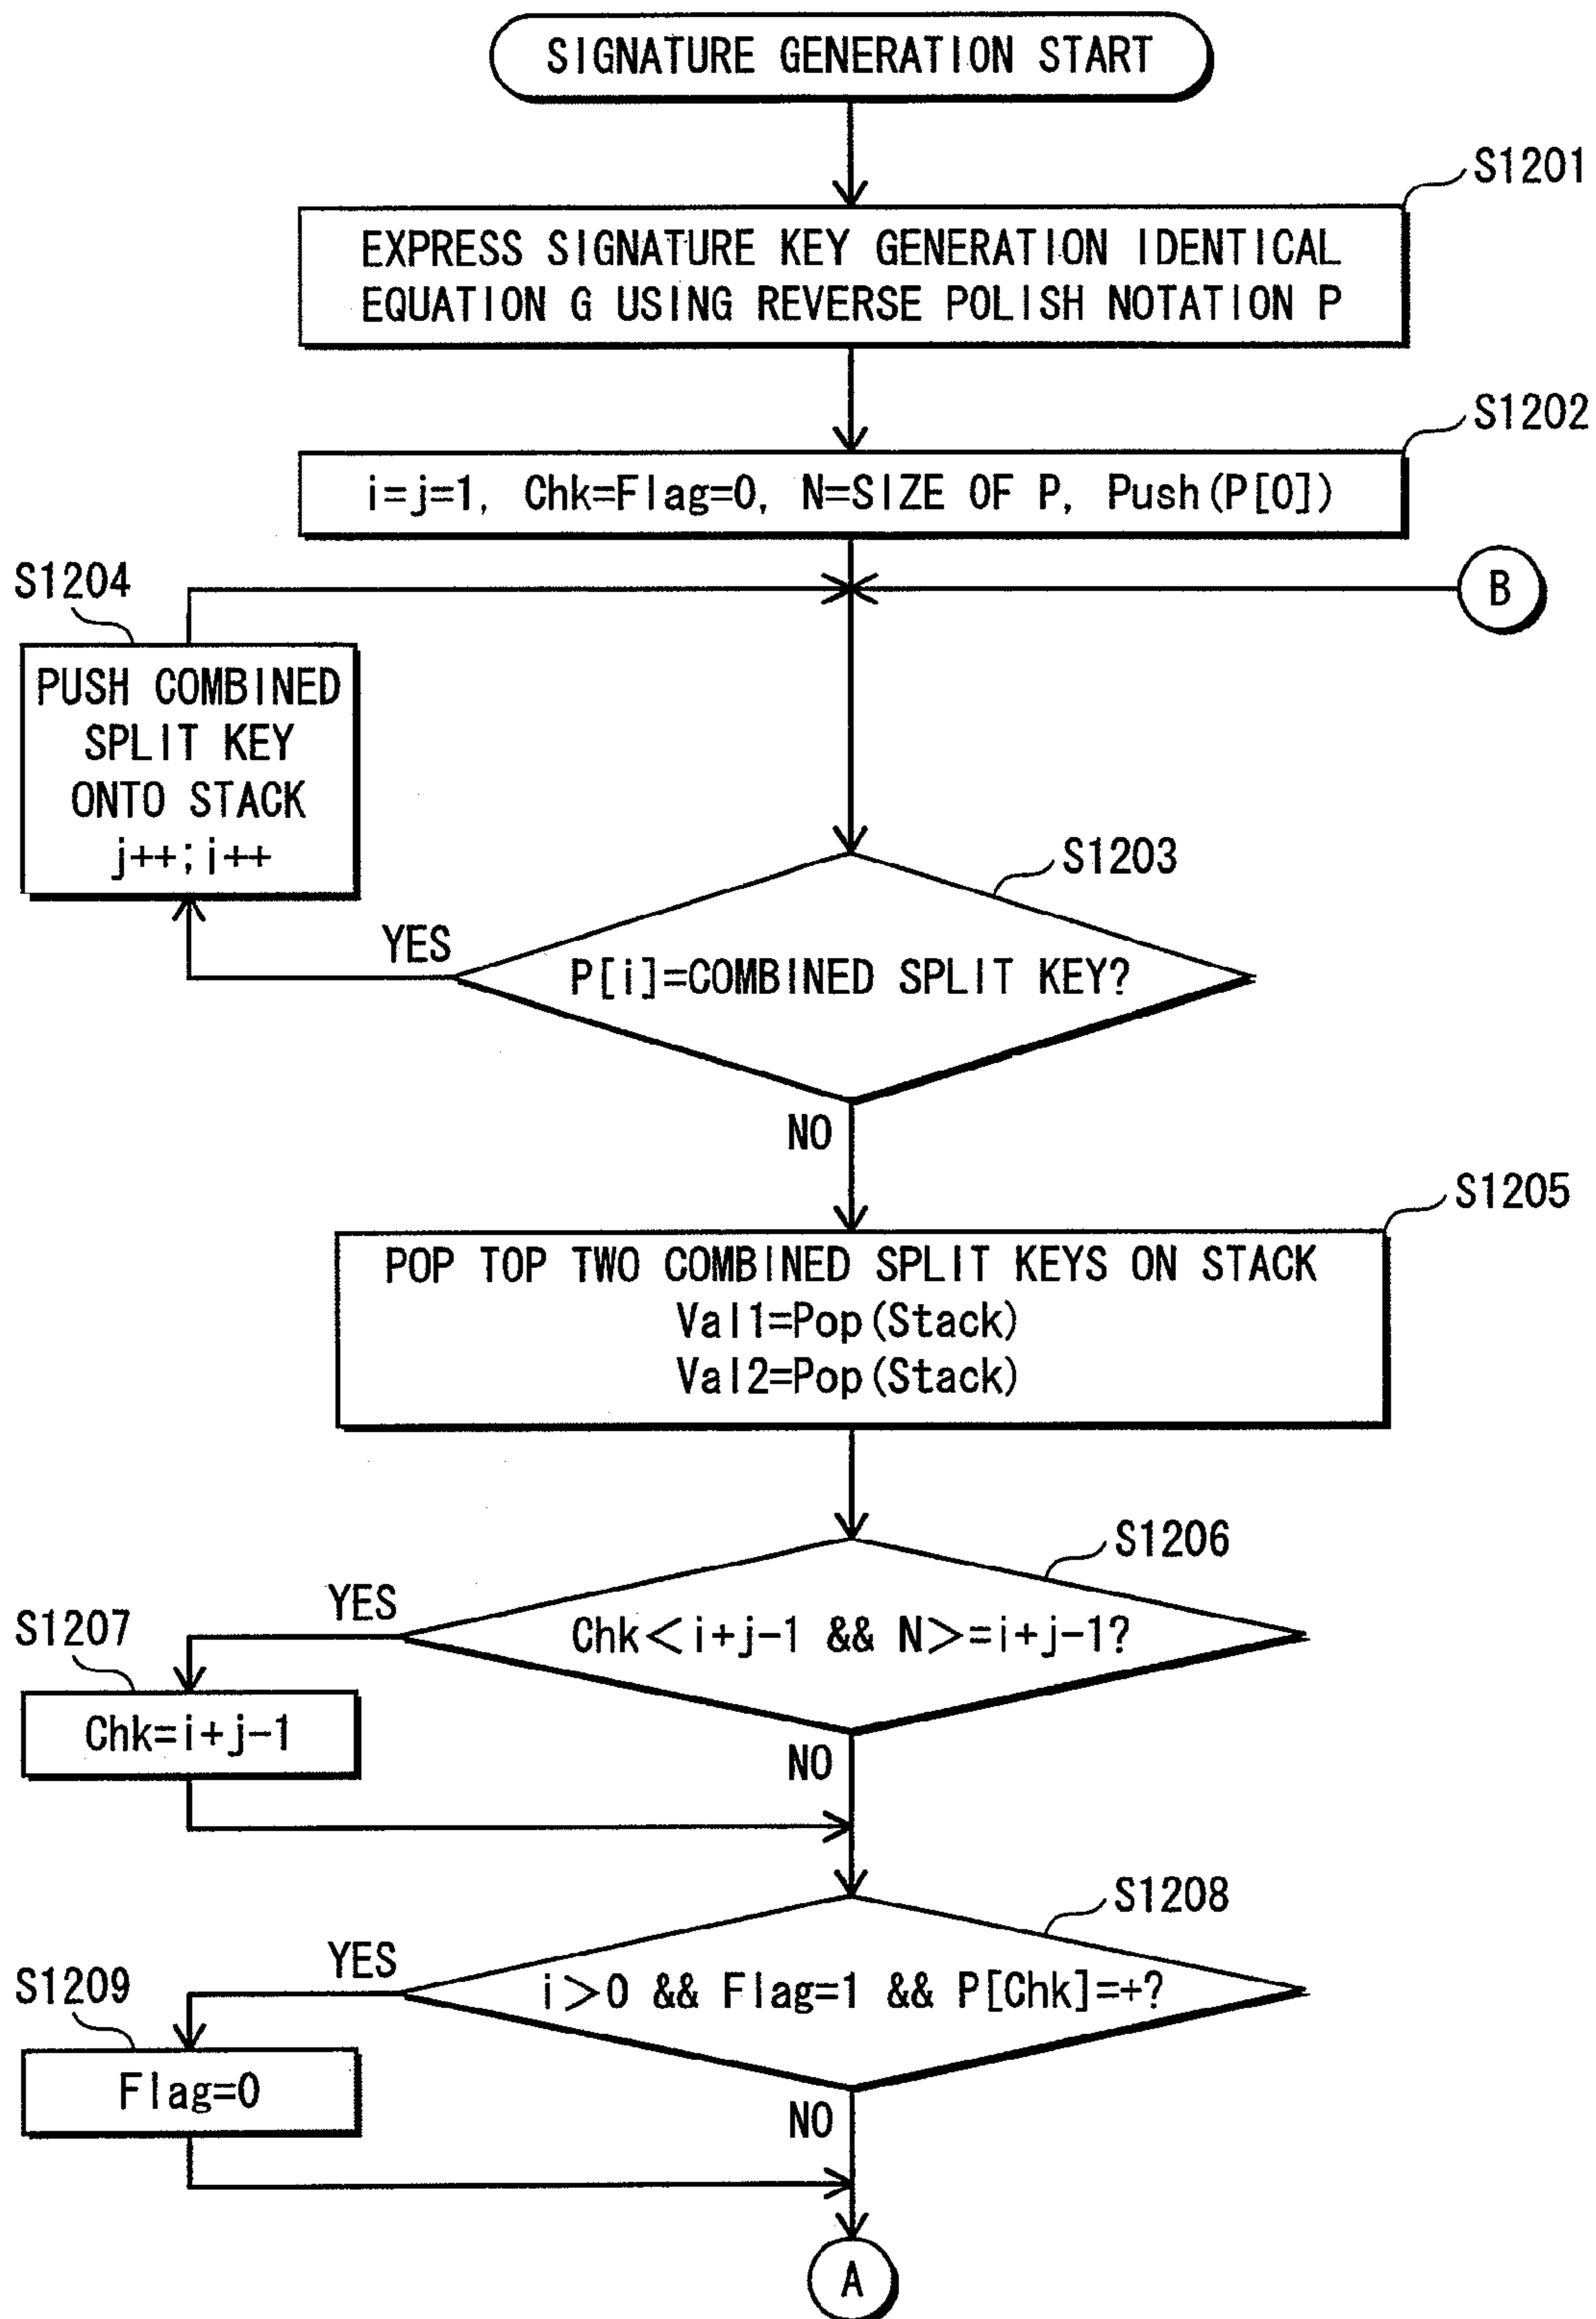 SIGNATURE GENERATION START
S1201
EXPRESS SIGNATURE KEY GENERATION IDENTICAL
EQUATION G USING REVERSE POLISH NOTATION P
S1202
i=j=1, Chk=Flag=0, N=SIZE OF P, Push(P[0])
B
S1204
PUSH COMBINED
SPLIT KEY
ONTO STACK
j++;i++
S1203
YES
P[i]=COMBINED SPLIT KEY?
NO
S1205
POP TOP TWO COMBINED SPLIT KEYS ON STACK
Val1=Pop(Stack)
Val2=Pop(Stack)
S1206
YES
Chk<i+j-1 && N>=i+j-1?
S1207
Chk=i+j-1
NO
S1208
YES
i>0 && Flag=1 && P[Chk]=+?
S1209
Flag=0
NO
A